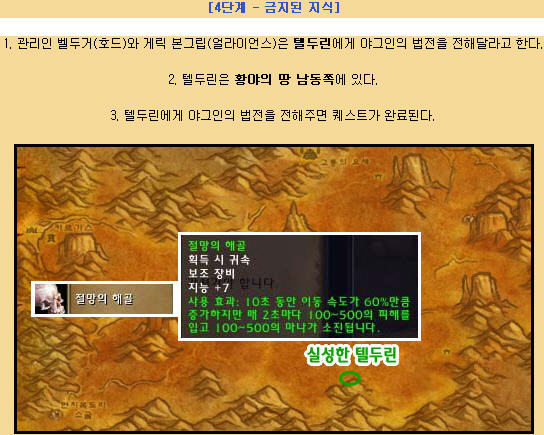 [4단계 - 금지된 지식]
1. 관리인 벨두거(호드)와 게릭 본그립(얼라이언스)은 텔두린에게 야그인의 법전을 전해달라고 한다.
2. 텔두린은 황야의 땅 남동쪽에 있다.
3. 텔두린에게 야그인의 법전을 전해주면 퀘스트가 완료된다.
절망의 해골
절망의 해골
획득 시 귀속
보조 장비
지능 +7
사용 효과: 10초 동안 이동 속도가 60%만큼
증가하지만 매 2초마다 100~500의 피해를
입고 100~500의 마나가 소진됩니다.
실성한 텔두린